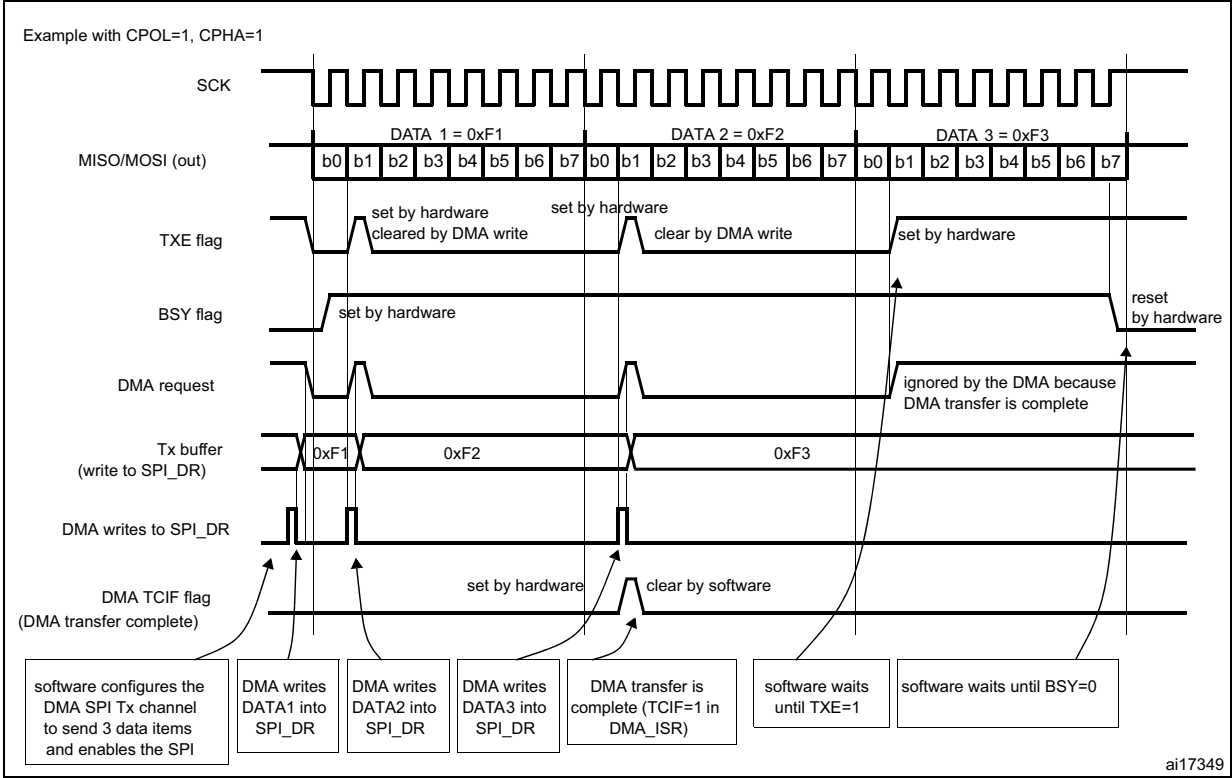 Example with CPOL=1, CPHA=1
SCK
DATA 1 = 0xF1
DATA 2 = 0xF2
DATA 3 = 0xF3
MISO/MOSI (out)
b0 b1 b2 b3 b4 b5 b6 b7 b0 b1 b2 b3 b4 b5 b6 b7 b0 b1 b2 b3 b4 b5 b6 b7
TXE flag
set by hardware
cleared by DMA write
set by hardware
clear by DMA write
set by hardware
BSY flag
set by hardware
reset
by hardware
DMA request
ignored by the DMA because
DMA transfer is complete
Tx buffer
(write to SPI_DR)
0xF1
0xF2
0xF3
DMA writes to SPI_DR
DMA TCIF flag
(DMA transfer complete)
set by hardware
clear by software
software configures the
DMA SPI Tx channel
to send 3 data items
and enables the SPI
DMA writes
DATA1 into
SPI_DR
DMA writes
DATA2 into
SPI_DR
DMA writes
DATA3 into
SPI_DR
DMA transfer is
complete (TCIF=1 in
DMA_ISR)
software waits
until TXE=1
software waits until BSY=0
ai17349